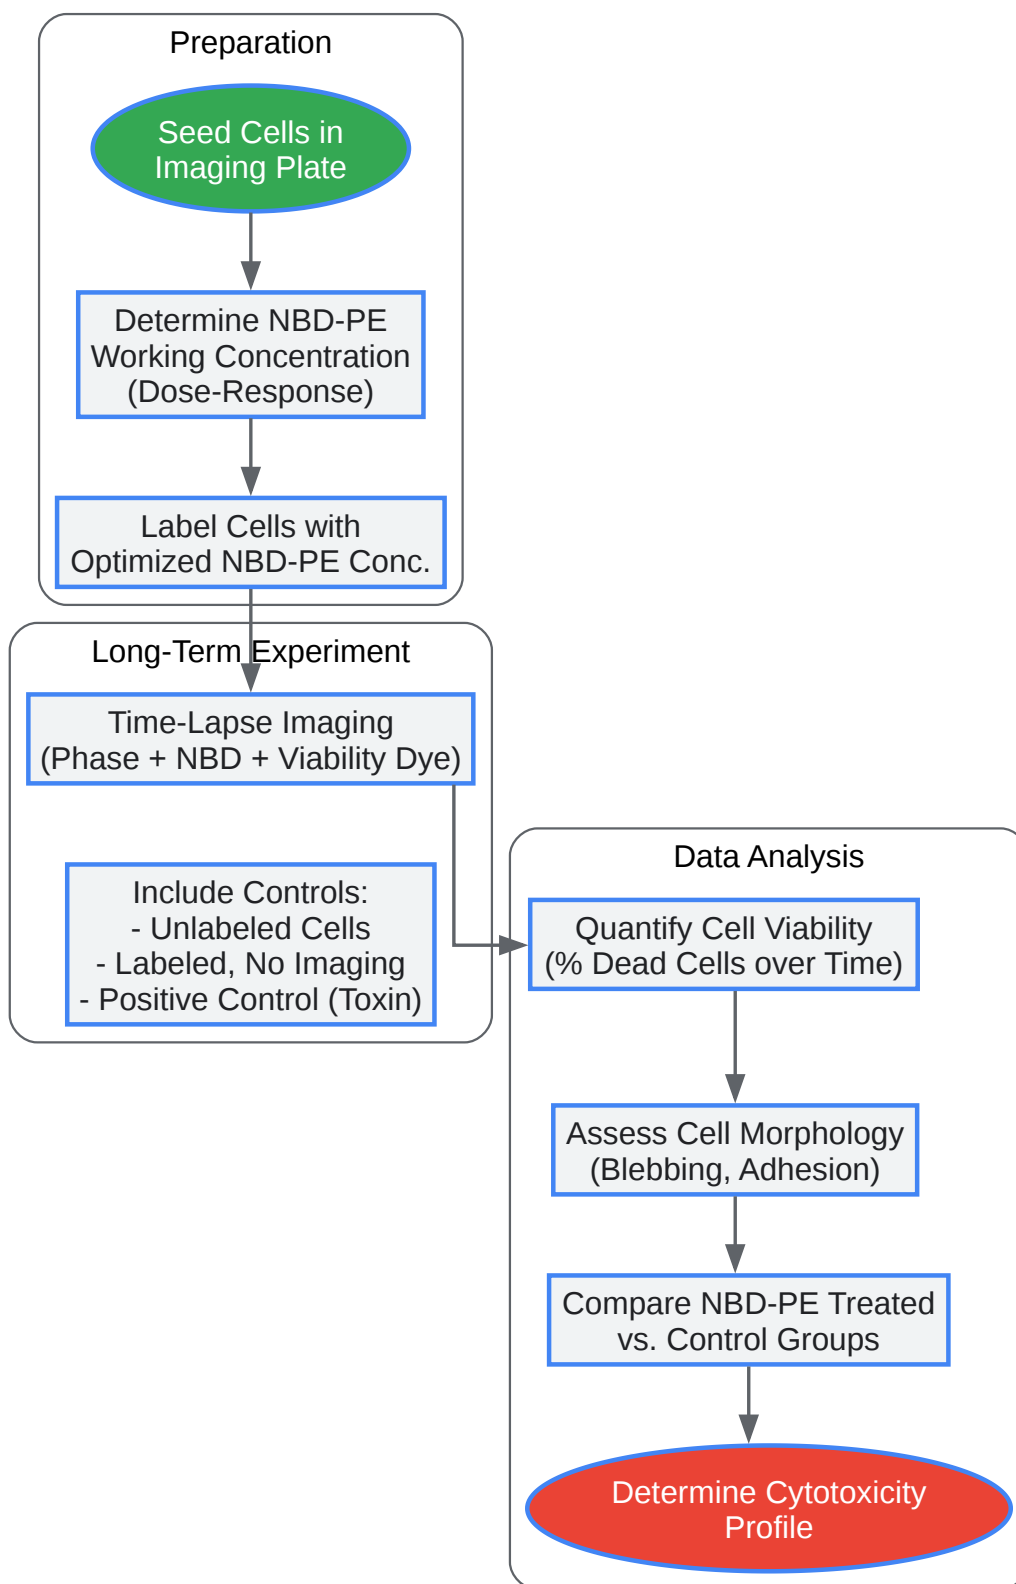 Preparation
Seed Cells in
Imaging Plate
Determine NBD-PE
Working Concentration
(Dose-Response)
Label Cells with
Optimized NBD-PE Conc.
Long-Term Experiment
Time-Lapse Imaging
(Phase + NBD + Viability Dye)
Include Controls:
- Unlabeled Cells
- Labeled, No Imaging
- Positive Control (Toxin)
Data Analysis
Quantify Cell Viability
(% Dead Cells over Time)
Assess Cell Morphology
(Blebbing, Adhesion)
Compare NBD-PE Treated
vs. Control Groups
Determine Cytotoxicity
Profile